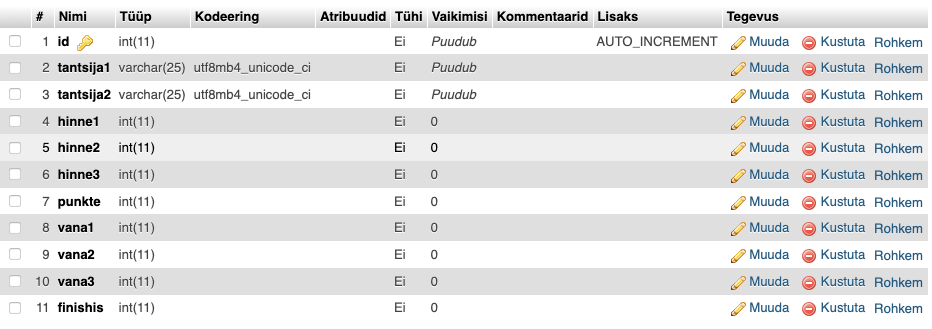 # Nimi Tüüp Kodeering Atribuudid Tühi Vaikimisi Kommentaarid Lisaks Tegevus
1 id int(11) Ei Puudub AUTO_INCREMENT Muuda Kustuta Rohkem
2 tantsija1 varchar(25) utf8mb4_unicode_ci Ei Puudub Muuda Kustuta Rohkem
3 tantsija2 varchar(25) utf8mb4_unicode_ci Ei Puudub Muuda Kustuta Rohkem
4 hinne1 int(11) Ei 0 Muuda Kustuta Rohkem
5 hinne2 int(11) Ei 0 Muuda Kustuta Rohkem
6 hinne3 int(11) Ei 0 Muuda Kustuta Rohkem
7 punkte int(11) Ei 0 Muuda Kustuta Rohkem
8 vana1 int(11) Ei 0 Muuda Kustuta Rohkem
9 vana2 int(11) Ei 0 Muuda Kustuta Rohkem
10 vana3 int(11) Ei 0 Muuda Kustuta Rohkem
11 finishis int(11) Ei 0 Muuda Kustuta Rohkem